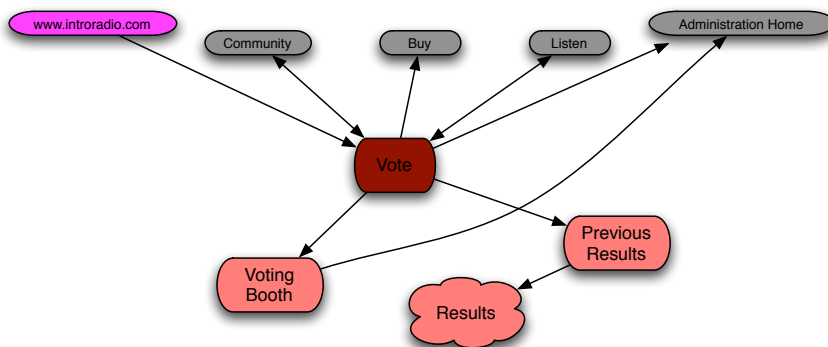 www.introradio.com
Administration Home
Community
Buy
Listen
Vote
Previous
Results
Voting
Booth
Results